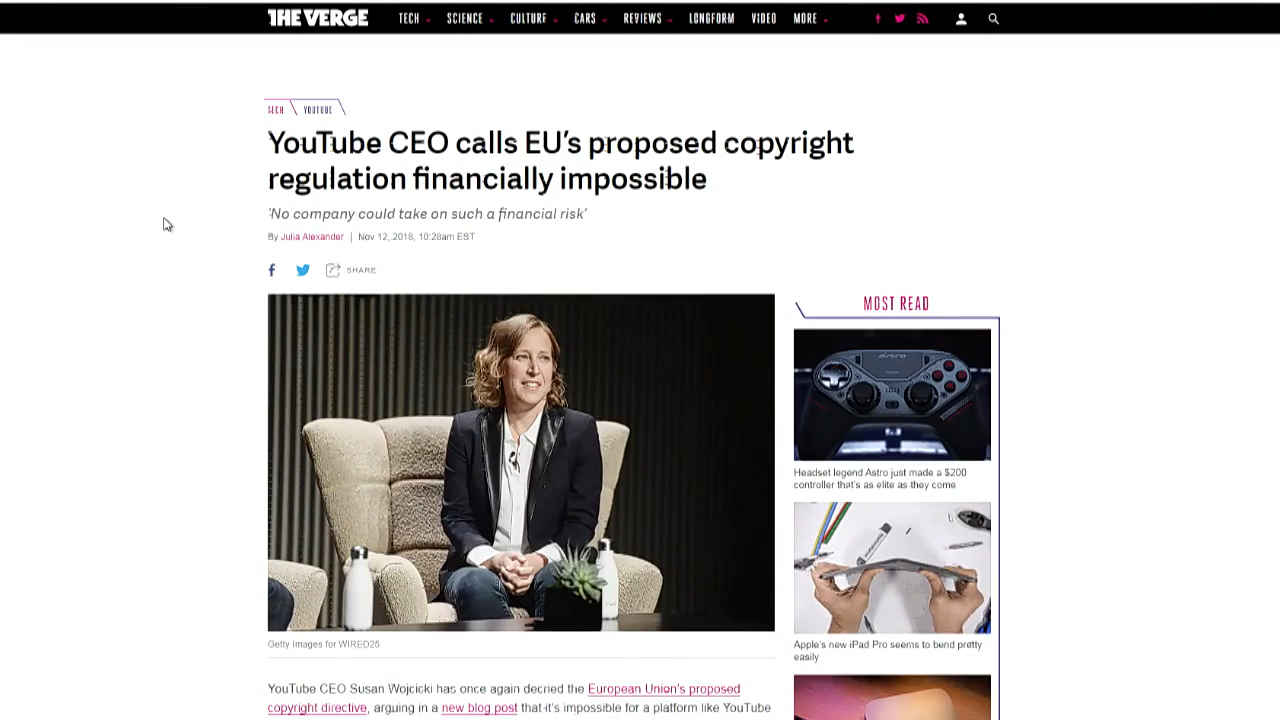 THE VERGE
TECH SCIENCE CULTURE CARS REVIEWS LONGFORM VIDEO MORE
TECH YOUTUBE
YouTube CEO calls EU's proposed copyright
regulation financially impossible
'No company could take on such a financial risk'
By Julia Alexander | Nov 12, 2018, 10:28am EST
SHARE
MOST READ
ASTRO
Headset legend Astro just made a $200
controller that's as elite as they come
Apple's new iPad Pro seems to bend pretty
easily
Getty Images for WIRED25
YouTube CEO Susan Wojcicki has once again decried the European Union's proposed
copyright directive, arguing in a new blog post that it's impossible for a platform like YouTube